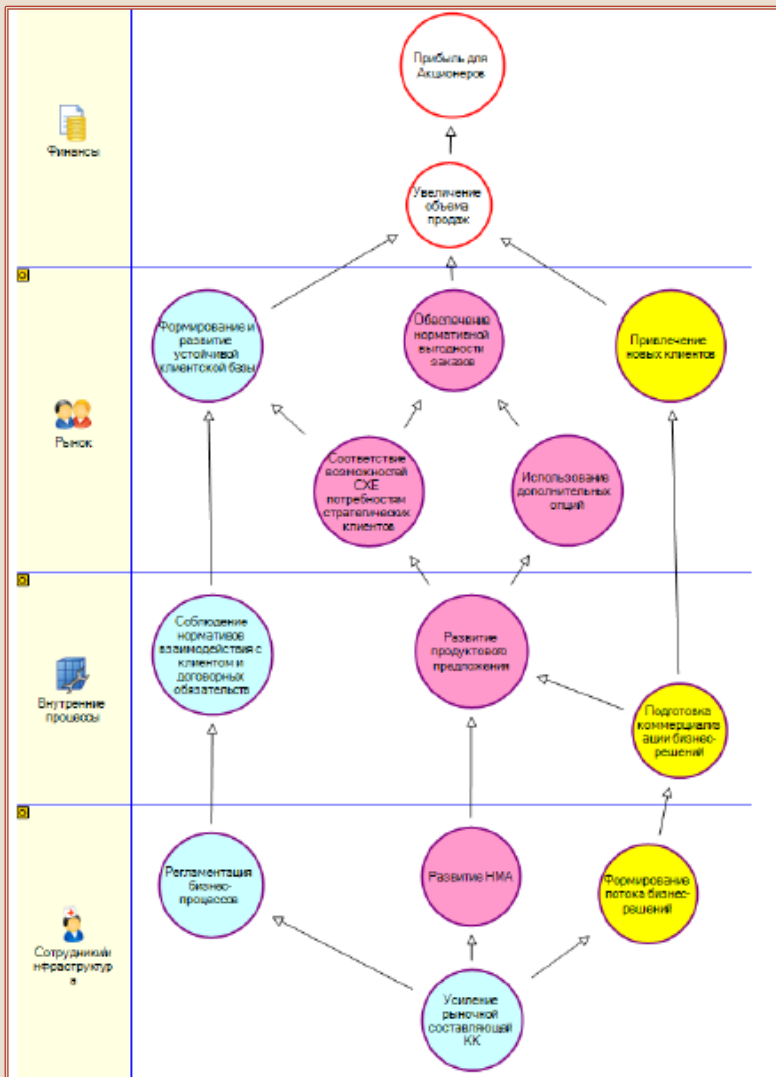 Прибыль для
Акционеров
Финансы
Увеличение
объема
продаж
Формирование и
развитие
устойчивой
клиентской базы
Обеспечение
нормативной
выгодности
заказов
Привлечение
новых клиентов
Рынок
Соответствие
возможностей
СХЕ
потребностям
стратегических
клиентов
Использование
дополнительных
опций
Соблюдение
нормативов
взаимодействия с
клиентом и
договорных
обязательств
Развитие
продуктового
предложения
Внутренние
процессы
Подготовка
коммерциализ
ации бизнес-
решений
Регламентация
бизнес-
процессов
Развитие НМА
Формирование
потока бизнес-
решений
Сотрудники/и
нфраструктур
а
Усиление
рыночной
составляющей
КК